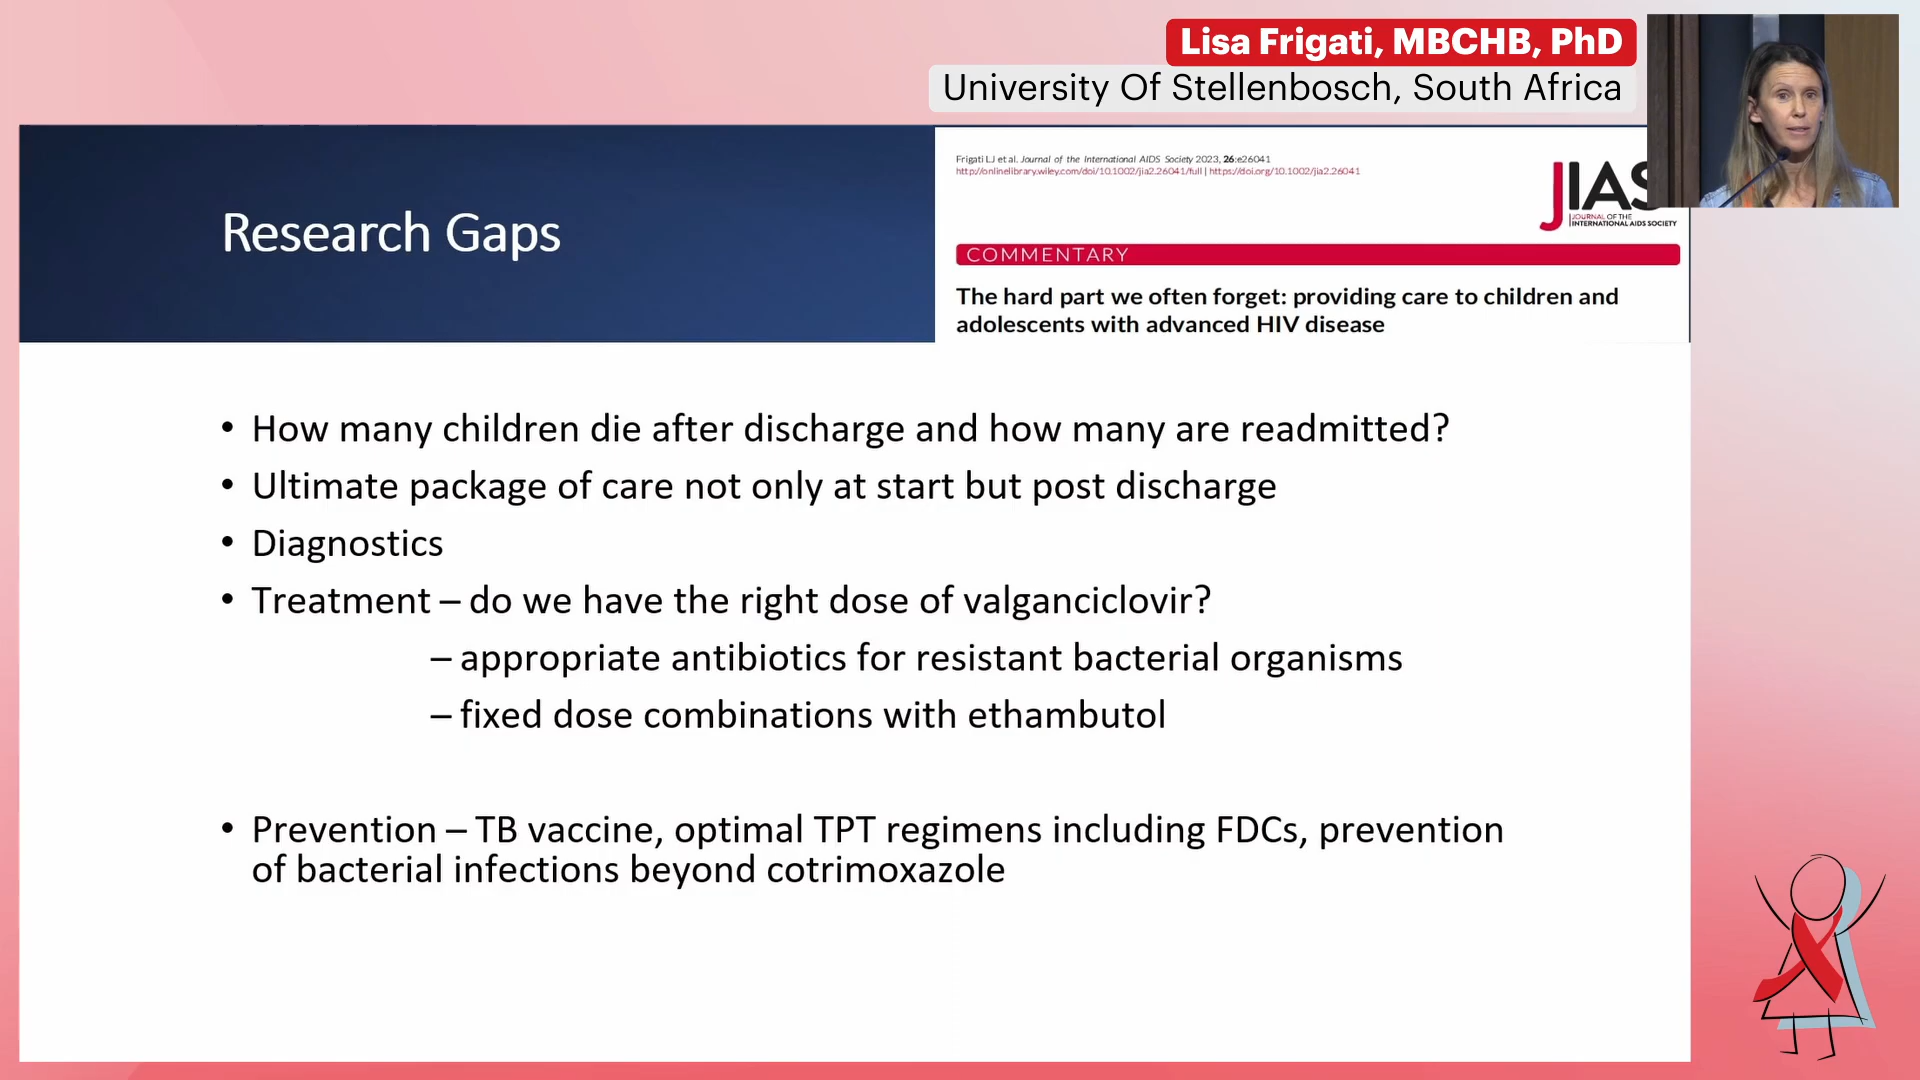 Lisa Frigati, MBCHB, PhD
University Of Stellenbosch, South Africa
Research Gaps
Frigati LJ et al. Journal of the International AIDS Society 2023, 26:e26041
http://onlinelibrary.wiley.com/doi/10.1002/jia2.26041/full | https://doi.org/10.1002/jia2.26041
JIAS
JOURNAL OF THE
INTERNATIONAL AIDS SOCIETY
COMMENTARY
The hard part we often forget: providing care to children and
adolescents with advanced HIV disease
• How many children die after discharge and how many are readmitted?
• Ultimate package of care not only at start but post discharge
• Diagnostics
• Treatment – do we have the right dose of valganciclovir?
– appropriate antibiotics for resistant bacterial organisms
– fixed dose combinations with ethambutol
• Prevention – TB vaccine, optimal TPT regimens including FDCs, prevention
of bacterial infections beyond cotrimoxazole